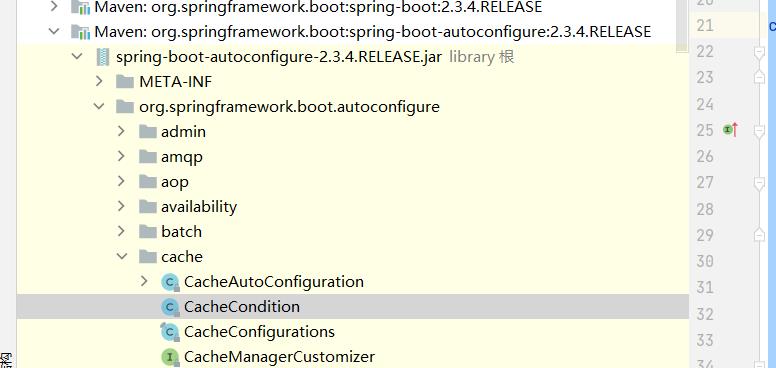 Maven: org.springframework.boot:spring-boot:2.3.4.RELEASE
Maven: org.springframework.boot:spring-boot-autoconfigure:2.3.4.RELEASE
spring-boot-autoconfigure-2.3.4.RELEASE.jar library 根
META-INF
org.springframework.boot.autoconfigure
admin
amqp
aop
availability
batch
cache
CacheAutoConfiguration
CacheCondition
CacheConfigurations
CacheManagerCustomizer
构
20
21
22
23
24
25
26
27
28
29
30
31
32
33
34